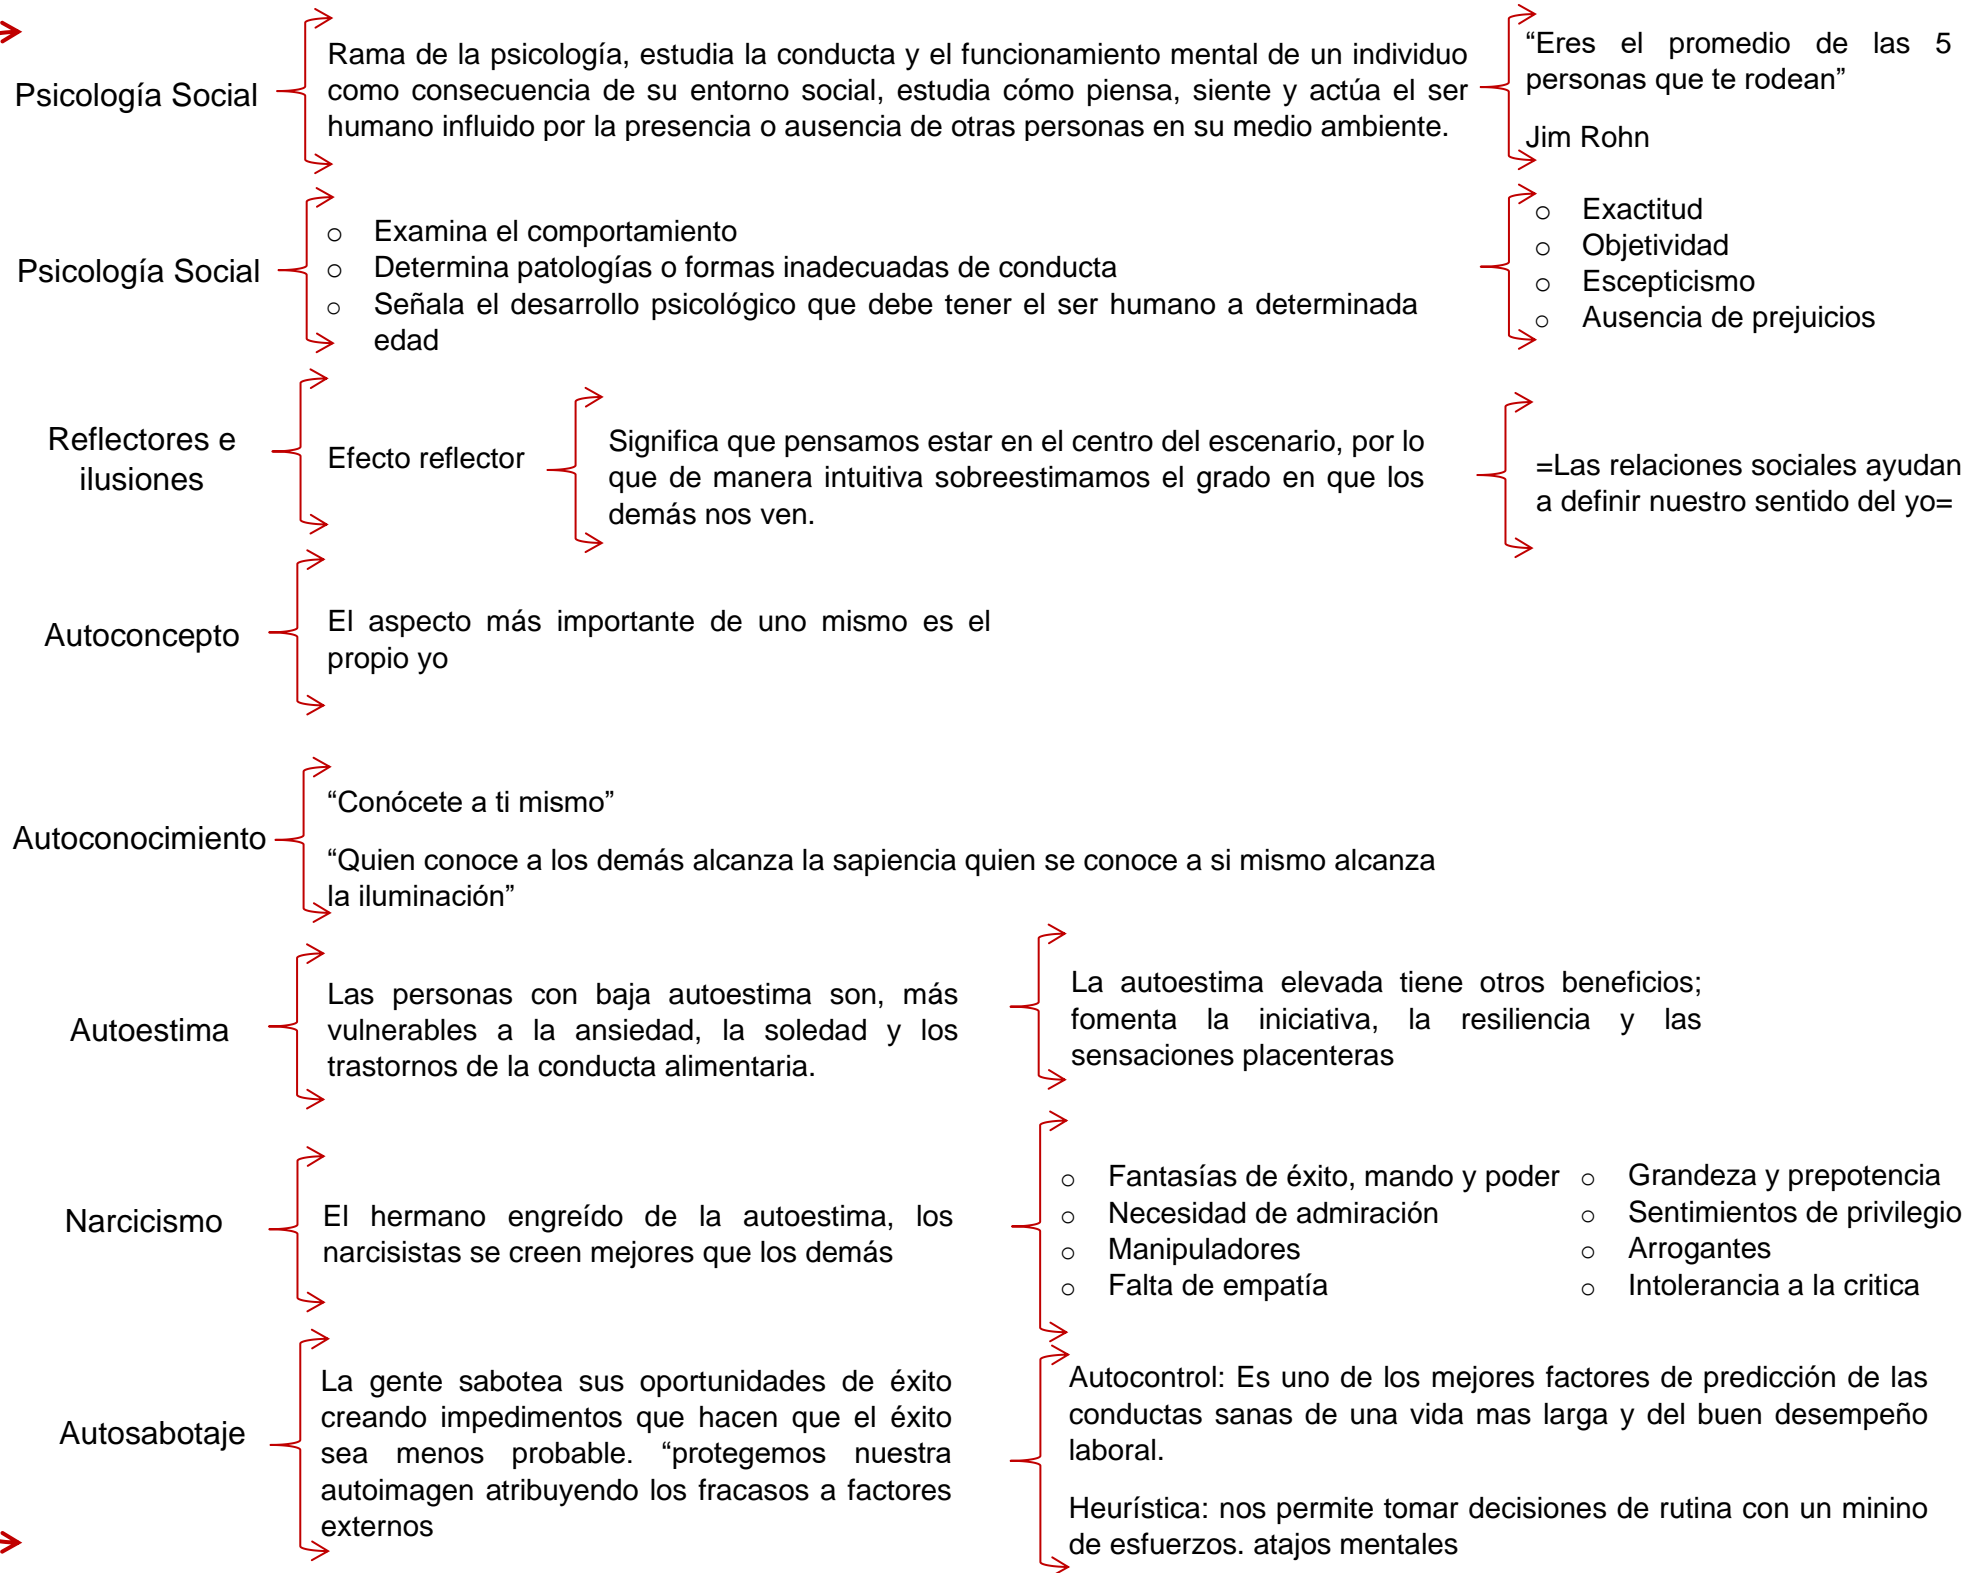 Psicología Social
Rama de la psicología, estudia la conducta y el funcionamiento mental de un individuo
como consecuencia de su entorno social, estudia cómo piensa, siente y actúa el ser
humano influido por la presencia o ausencia de otras personas en su medio ambiente.
“Eres el promedio de las 5
personas que te rodean”
Jim Rohn
Psicología Social
o Examina el comportamiento
o Determina patologías o formas inadecuadas de conducta
o Señala el desarrollo psicológico que debe tener el ser humano a determinada
edad
o Exactitud
o Objetividad
o Escepticismo
o Ausencia de prejuicios
Reflectores e
ilusiones
Efecto reflector
Significa que pensamos estar en el centro del escenario, por lo
que de manera intuitiva sobreestimamos el grado en que los
demás nos ven.
=Las relaciones sociales ayudan
a definir nuestro sentido del yo=
Autoconcepto
El aspecto más importante de uno mismo es el
propio yo
Autoconocimiento
“Conócete a ti mismo”
“Quien conoce a los demás alcanza la sapiencia quien se conoce a si mismo alcanza
la iluminación”
Autoestima
Las personas con baja autoestima son, más
vulnerables a la ansiedad, la soledad y los
trastornos de la conducta alimentaria.
La autoestima elevada tiene otros beneficios;
fomenta la iniciativa, la resiliencia y las
sensaciones placenteras
Narcicismo
El hermano engreído de la autoestima, los
narcisistas se creen mejores que los demás
o Fantasías de éxito, mando y poder
o Necesidad de admiración
o Manipuladores
o Falta de empatía
o Grandeza y prepotencia
o Sentimientos de privilegio
o Arrogantes
o Intolerancia a la critica
Autosabotaje
La gente sabotea sus oportunidades de éxito
creando impedimentos que hacen que el éxito
sea menos probable. “protegemos nuestra
autoimagen atribuyendo los fracasos a factores
externos
Autocontrol: Es uno de los mejores factores de predicción de las
conductas sanas de una vida mas larga y del buen desempeño
laboral.
Heurística: nos permite tomar decisiones de rutina con un minino
de esfuerzos. atajos mentales